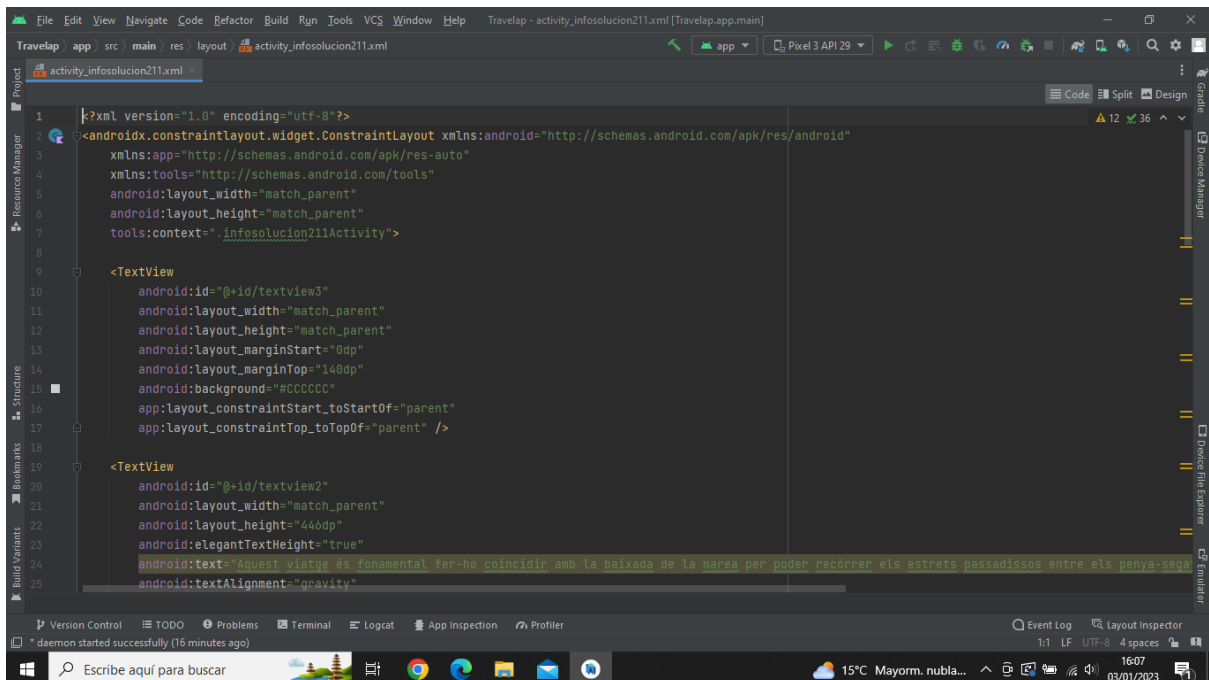 File Edit View Navigate Code Refactor Build Run Tools VCS Window Help Travelap - activity_infosolucion211.xml [Travelap.app.main]
Travelap app src main res layout activity_infosolucion211.xml app Pixel 3 API 29
activity_infosolucion211.xml
Code Split Design
12 36
1 <?xml version="1.0" encoding="utf-8"?>
2 <androidx.constraintlayout.widget.ConstraintLayout xmlns:android="http://schemas.android.com/apk/res/android"
3 xmlns:app="http://schemas.android.com/apk/res-auto"
4 xmlns:tools="http://schemas.android.com/tools"
5 android:layout_width="match_parent"
6 android:layout_height="match_parent"
7 tools:context=".infosolucion211Activity">
8
9 <TextView
10 android:id="@+id/textview3"
11 android:layout_width="match_parent"
12 android:layout_height="match_parent"
13 android:layout_marginStart="0dp"
14 android:layout_marginTop="140dp"
15 android:background="#CCCCCC"
16 app:layout_constraintStart_toStartOf="parent"
17 app:layout_constraintTop_toTopOf="parent" />
18
19 <TextView
20 android:id="@+id/textview2"
21 android:layout_width="match_parent"
22 android:layout_height="446dp"
23 android:elegantTextHeight="true"
24 android:text="Aquest viatge és fonamental fer-ho coincidir amb la baixada de la marea per poder recórrer els estrets passadissos entre els penya-sega
25 android:textAlignment="gravity"
Project
Resource Manager
Structure
Bookmarks
Build Variants
Gradle
Device Manager
Device File Explorer
Emulator
Version Control TODO Problems Terminal Logcat App Inspection Profiler Event Log Layout Inspector
* daemon started successfully (16 minutes ago) 1:1 LF UTF-8 4 spaces
Escribe aquí para buscar 15°C Mayorm. nubla... 16:07
03/01/2023